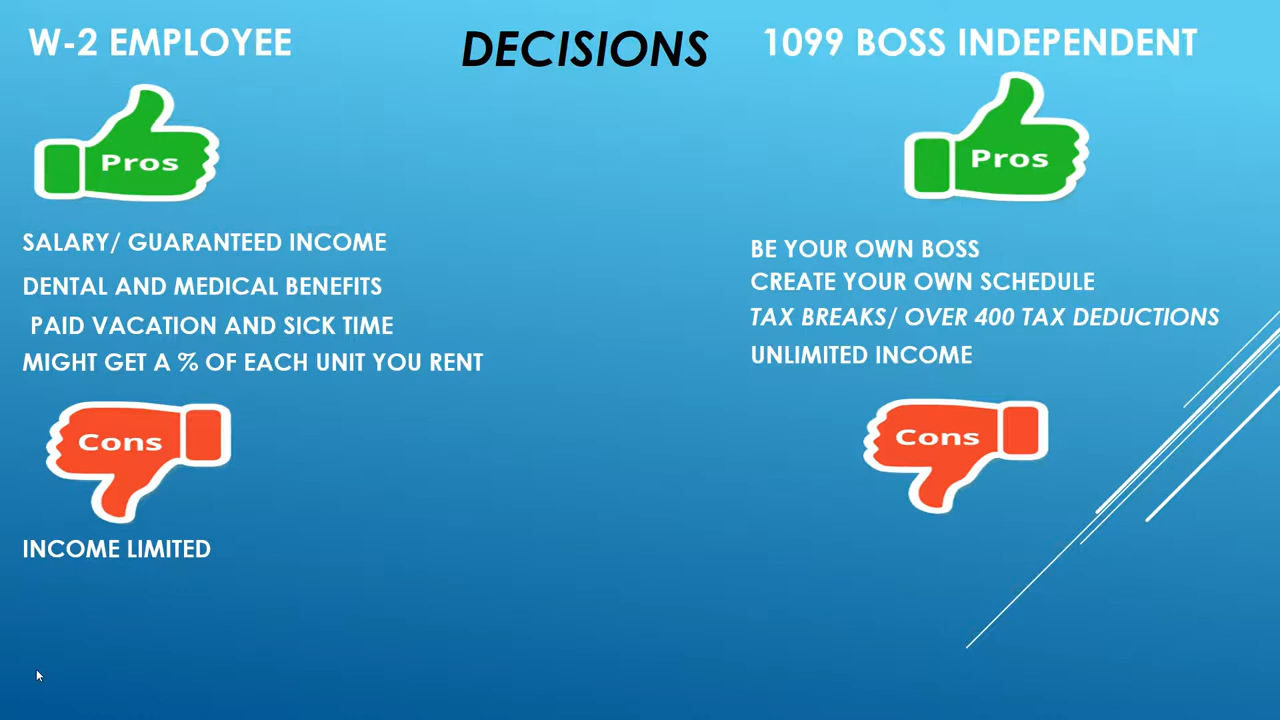 W-2 EMPLOYEE
DECISIONS
1099 BOSS INDEPENDENT
Pros
SALARY/ GUARANTEED INCOME
DENTAL AND MEDICAL BENEFITS
PAID VACATION AND SICK TIME
MIGHT GET A % OF EACH UNIT YOU RENT
Cons
INCOME LIMITED
Pros
BE YOUR OWN BOSS
CREATE YOUR OWN SCHEDULE
TAX BREAKS/ OVER 400 TAX DEDUCTIONS
UNLIMITED INCOME
Cons